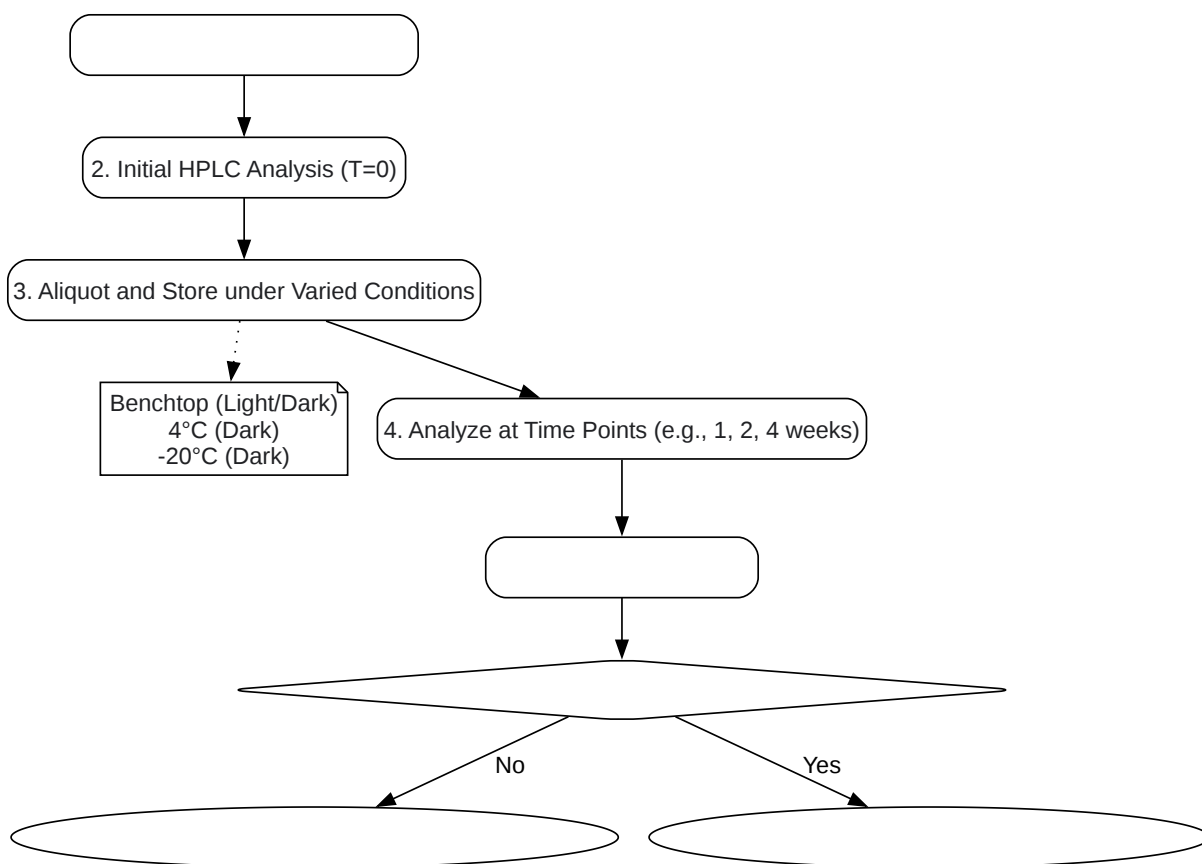 2. Initial HPLC Analysis (T=0)
3. Aliquot and Store under Varied Conditions
Benchtop (Light/Dark)
4°C (Dark)
-20°C (Dark)
4. Analyze at Time Points (e.g., 1, 2, 4 weeks)
No
Yes